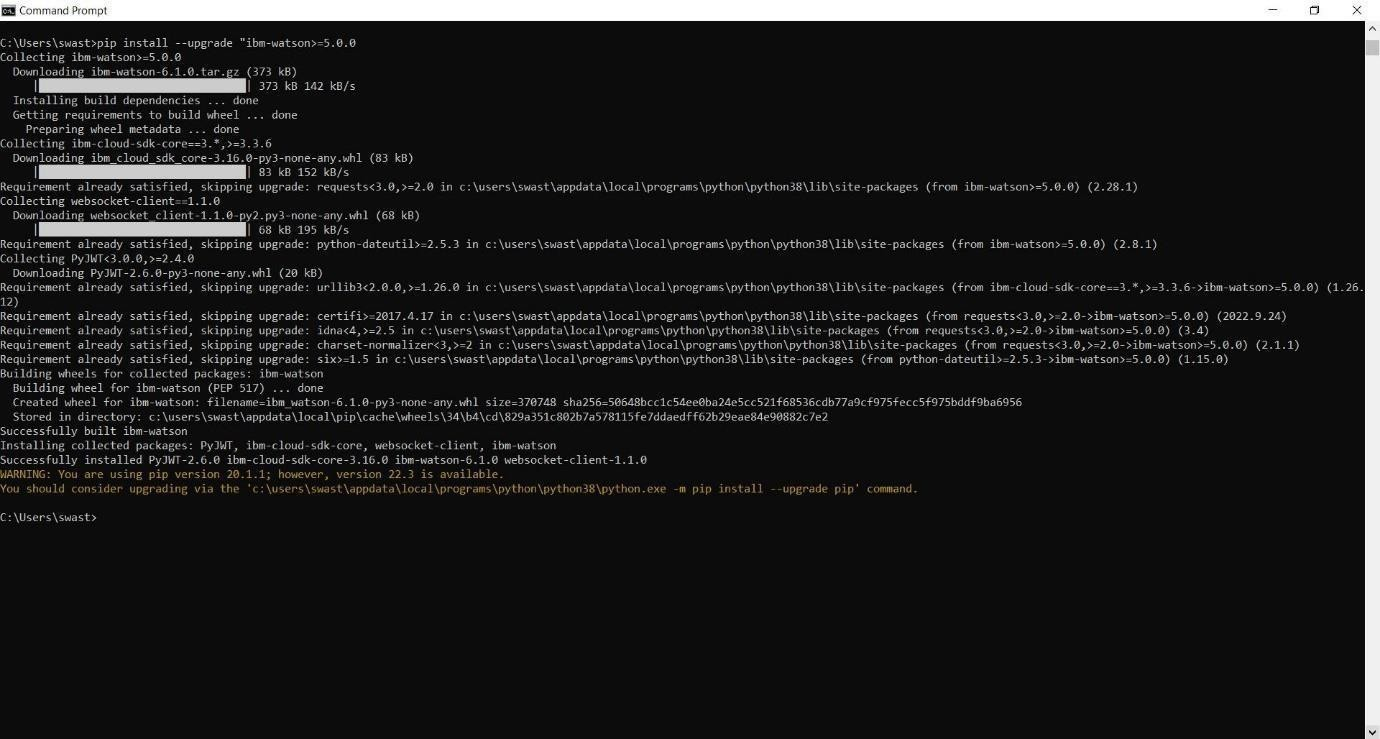 Command Prompt
C:\Users\swast>pip install --upgrade "ibm-watson>=5.0.0
Collecting ibm-watson>=5.0.0
Downloading ibm-watson-6.1.0.tar.gz (373 kB)
|████████████████████████████████| 373 kB 142 kB/s
Installing build dependencies ... done
Getting requirements to build wheel ... done
Preparing wheel metadata ... done
Collecting ibm-cloud-sdk-core==3.*,>=3.3.6
Downloading ibm_cloud_sdk_core-3.16.0-py3-none-any.whl (83 kB)
|████████████████████████████████| 83 kB 152 kB/s
Requirement already satisfied, skipping upgrade: requests<3.0,>=2.0 in c:\users\swast\appdata\local\programs\python\python38\lib\site-packages (from ibm-watson>=5.0.0) (2.28.1)
Collecting websocket-client==1.1.0
Downloading websocket_client-1.1.0-py2.py3-none-any.whl (68 kB)
|████████████████████████████████| 68 kB 195 kB/s
Requirement already satisfied, skipping upgrade: python-dateutil>=2.5.3 in c:\users\swast\appdata\local\programs\python\python38\lib\site-packages (from ibm-watson>=5.0.0) (2.8.1)
Collecting PyJWT<3.0.0,>=2.4.0
Downloading PyJWT-2.6.0-py3-none-any.whl (20 kB)
Requirement already satisfied, skipping upgrade: urllib3<2.0.0,>=1.26.0 in c:\users\swast\appdata\local\programs\python\python38\lib\site-packages (from ibm-cloud-sdk-core==3.*,>=3.3.6->ibm-watson>=5.0.0) (1.26.
12)
Requirement already satisfied, skipping upgrade: certifi>=2017.4.17 in c:\users\swast\appdata\local\programs\python\python38\lib\site-packages (from requests<3.0,>=2.0->ibm-watson>=5.0.0) (2022.9.24)
Requirement already satisfied, skipping upgrade: idna<4,>=2.5 in c:\users\swast\appdata\local\programs\python\python38\lib\site-packages (from requests<3.0,>=2.0->ibm-watson>=5.0.0) (3.4)
Requirement already satisfied, skipping upgrade: charset-normalizer<3,>=2 in c:\users\swast\appdata\local\programs\python\python38\lib\site-packages (from requests<3.0,>=2.0->ibm-watson>=5.0.0) (2.1.1)
Requirement already satisfied, skipping upgrade: six>=1.5 in c:\users\swast\appdata\local\programs\python\python38\lib\site-packages (from python-dateutil>=2.5.3->ibm-watson>=5.0.0) (1.15.0)
Building wheels for collected packages: ibm-watson
Building wheel for ibm-watson (PEP 517) ... done
Created wheel for ibm-watson: filename=ibm_watson-6.1.0-py3-none-any.whl size=370748 sha256=50648bcc1c54ee0ba24e5cc521f68536cdb77a9cf975fecc5f975bddf9ba6956
Stored in directory: c:\users\swast\appdata\local\pip\cache\wheels\34\b4\cd\829a351c802b7a578115fe7ddaedff62b29eae84e90882c7e2
Successfully built ibm-watson
Installing collected packages: PyJWT, ibm-cloud-sdk-core, websocket-client, ibm-watson
Successfully installed PyJWT-2.6.0 ibm-cloud-sdk-core-3.16.0 ibm-watson-6.1.0 websocket-client-1.1.0
WARNING: You are using pip version 20.1.1; however, version 22.3 is available.
You should consider upgrading via the 'c:\users\swast\appdata\local\programs\python\python38\python.exe -m pip install --upgrade pip' command.
C:\Users\swast>